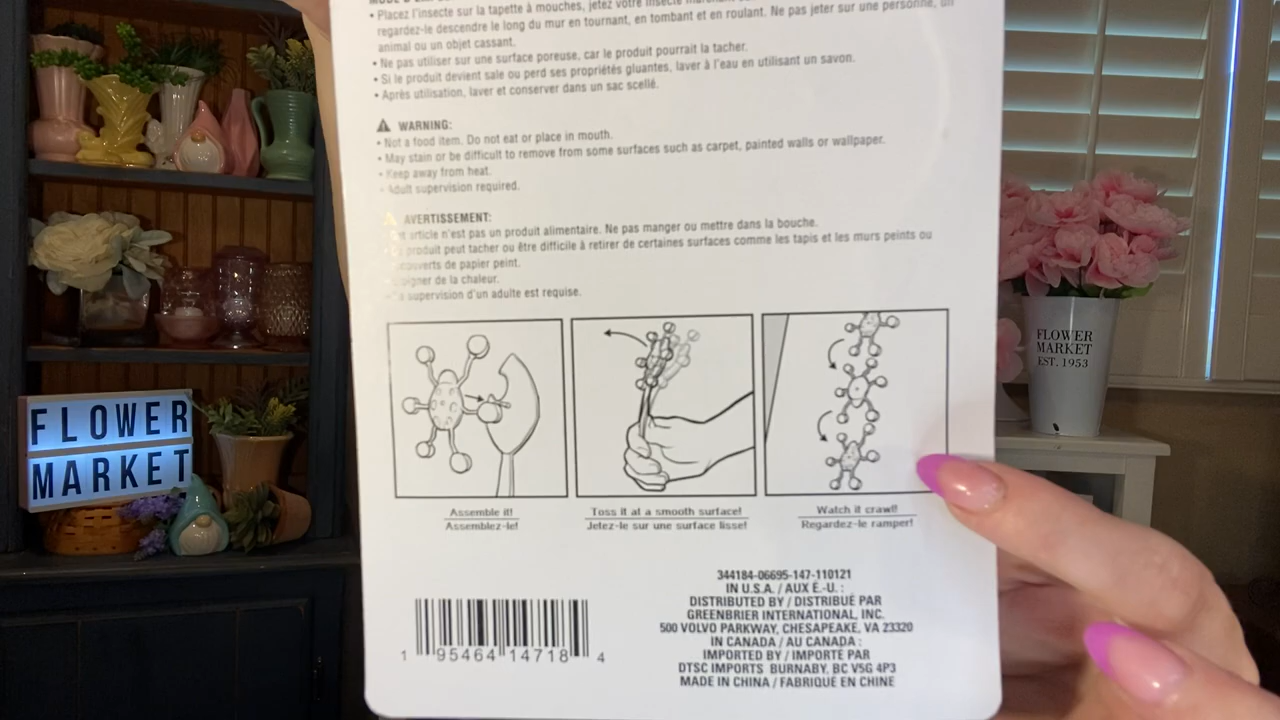 • Placez l'insecte sur la tapette à mouches, jetez votre insecte
regardez-le descendre le long du mur en tournant, en tombant et en roulant. Ne pas jeter sur une personne, un
animal ou un objet cassant.
• Ne pas utiliser sur une surface poreuse, car le produit pourrait la tacher.
• Si le produit devient sale ou perd ses propriétés gluantes, laver à l'eau en utilisant un savon.
• Après utilisation, laver et conserver dans un sac scellé.
WARNING:
• Not a food item. Do not eat or place in mouth.
• May stain or be difficult to remove from some surfaces such as carpet, painted walls or wallpaper.
• Keep away from heat.
• Adult supervision required.
AVERTISSEMENT:
article n'est pas un produit alimentaire. Ne pas manger ou mettre dans la bouche.
produit peut tacher ou être difficile à retirer de certaines surfaces comme les tapis et les murs peints ou
de papier peint.
de la chaleur.
supervision d'un adulte est requise.
Assemble it!
Assemblez-le!
Toss it at a smooth surface!
Jetez-le sur une surface lisse!
Watch it crawl!
Regardez-le ramper!
344184-06695-147-110121
IN U.S.A. / AUX É.-U. :
DISTRIBUTED BY / DISTRIBUÉ PAR
GREENBRIER INTERNATIONAL, INC.
500 VOLVO PARKWAY, CHESAPEAKE, VA 23320
IN CANADA / AU CANADA :
IMPORTED BY / IMPORTÉ PAR
DTSC IMPORTS BURNABY, BC V5G 4P3
MADE IN CHINA / FABRIQUÉ EN CHINE
1 95464 14718 4
FLOWER
MARKET
FLOWER
MARKET
EST. 1953